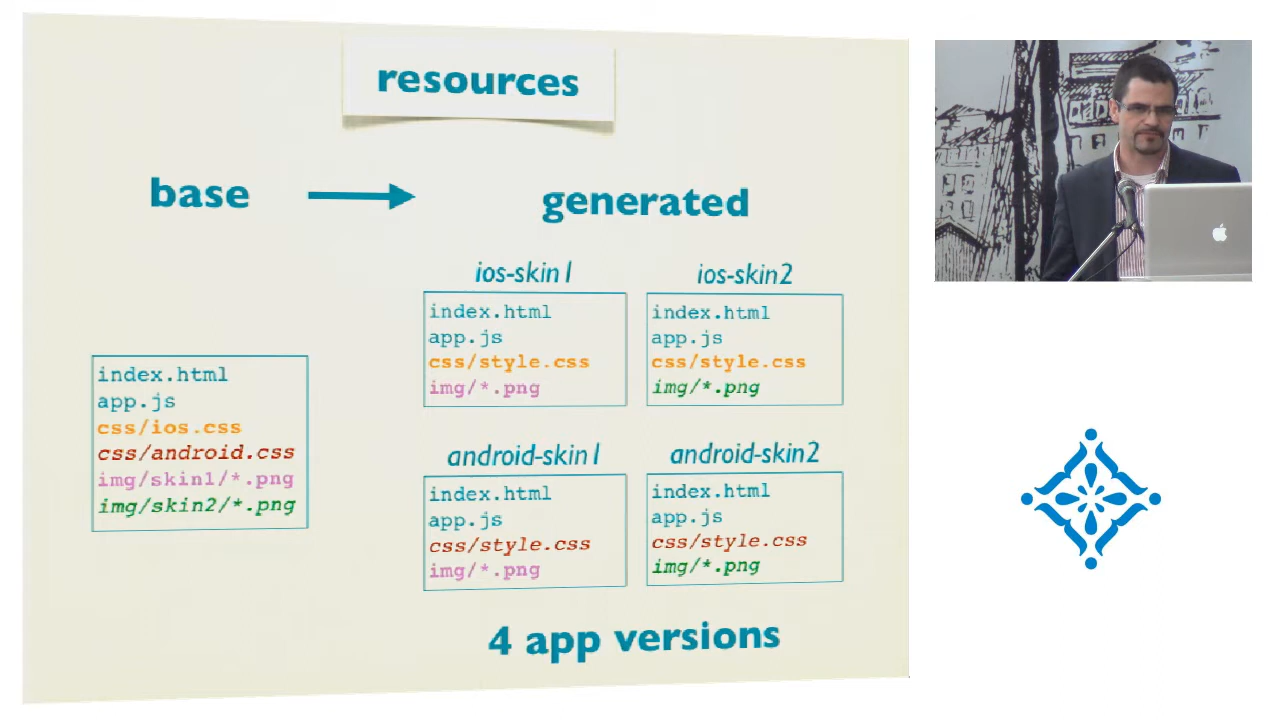 resources
base
generated
index.html
app.js
css/ios.css
css/android.css
img/skin1/*.png
img/skin2/*.png
ios-skin1
index.html
app.js
css/style.css
img/*.png
ios-skin2
index.html
app.js
css/style.css
img/*.png
android-skin1
index.html
app.js
css/style.css
img/*.png
android-skin2
index.html
app.js
css/style.css
img/*.png
4 app versions